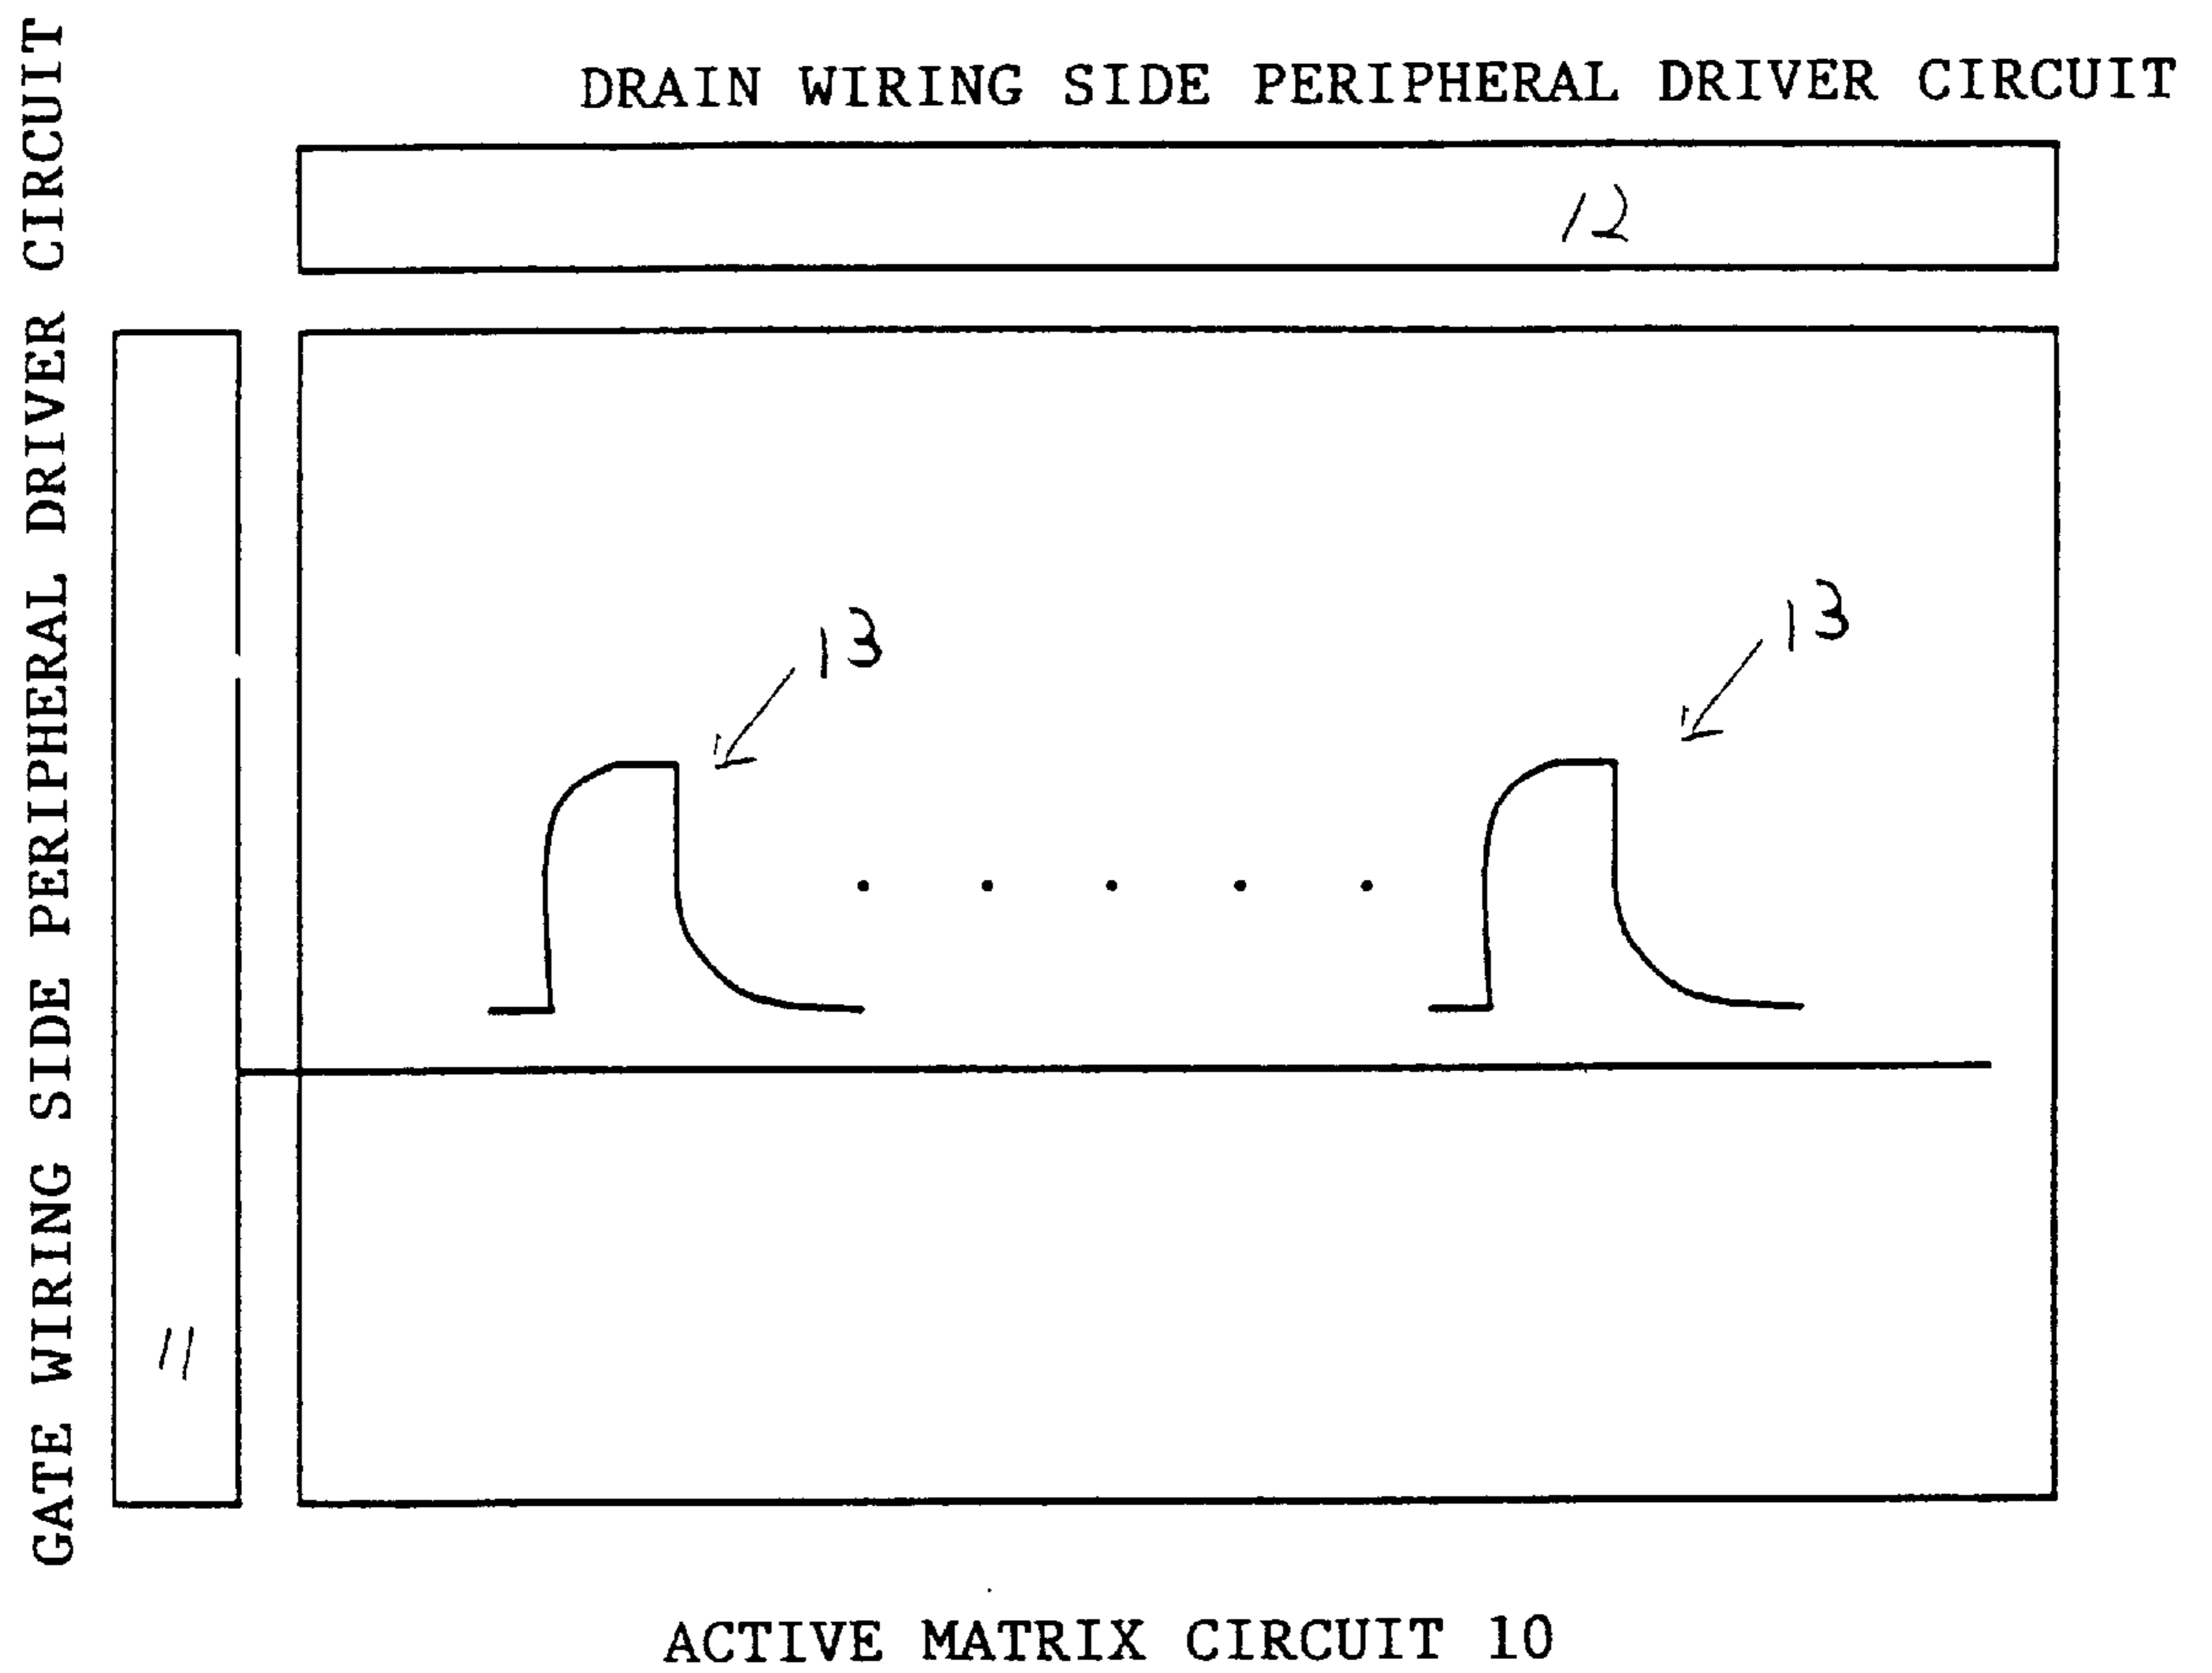 DRAIN WIRING SIDE PERIPHERAL DRIVER CIRCUIT
12
GATE WIRING SIDE PERIPHERAL DRIVER CIRCUIT
13
13
11
ACTIVE MATRIX CIRCUIT 10